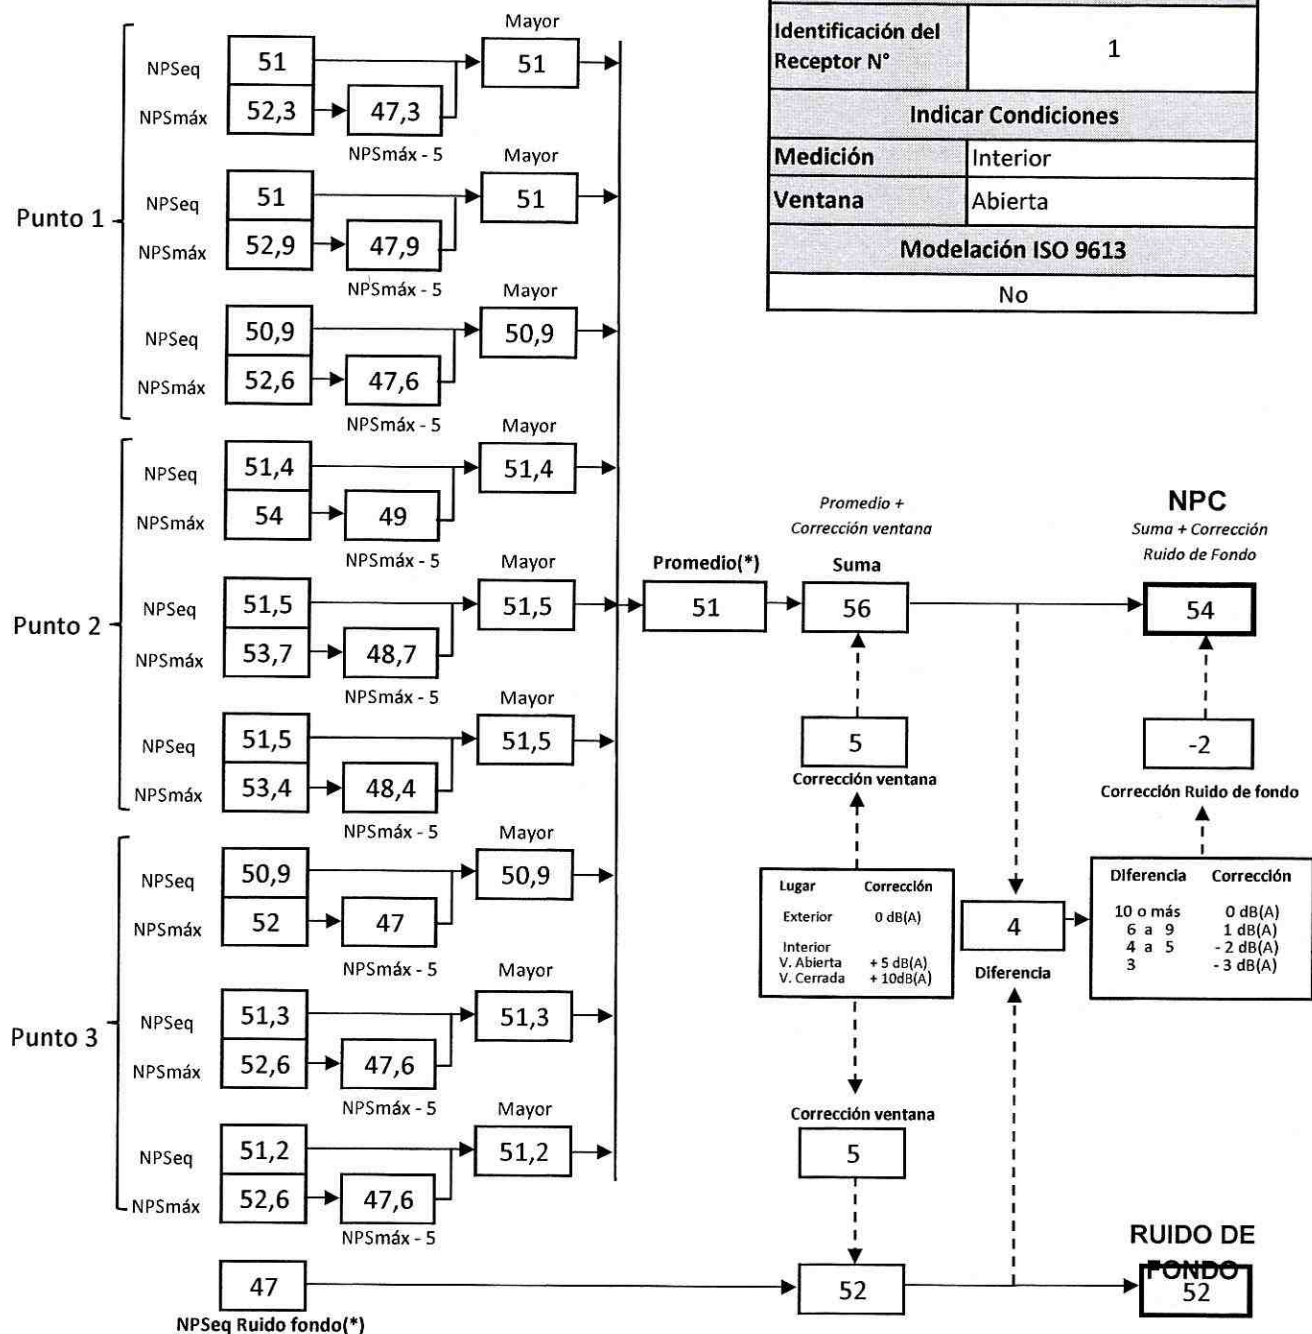 Identificación del
Receptor N°
1
Indicar Condiciones
Medición
Interior
Ventana
Abierta
Modelación ISO 9613
No
Punto 1
NPSeq
51
NPSmáx
52,3
47,3
NPSmáx - 5
Mayor
51
NPSeq
51
NPSmáx
52,9
47,9
NPSmáx - 5
Mayor
51
NPSeq
50,9
NPSmáx
52,6
47,6
NPSmáx - 5
Mayor
50,9
Punto 2
NPSeq
51,4
NPSmáx
54
49
NPSmáx - 5
Mayor
51,4
NPSeq
51,5
NPSmáx
53,7
48,7
NPSmáx - 5
Mayor
51,5
NPSeq
51,5
NPSmáx
53,4
48,4
NPSmáx - 5
Mayor
51,5
Punto 3
NPSeq
50,9
NPSmáx
52
47
NPSmáx - 5
Mayor
50,9
NPSeq
51,3
NPSmáx
52,6
47,6
NPSmáx - 5
Mayor
51,3
NPSeq
51,2
NPSmáx
52,6
47,6
NPSmáx - 5
Mayor
51,2
47
NPSeq Ruido fondo(*)
Promedio(*)
51
Promedio +
Corrección ventana
Suma
56
5
Corrección ventana
Lugar Corrección
Exterior 0 dB(A)
Interior
V. Abierta + 5 dB(A)
V. Cerrada + 10dB(A)
Corrección ventana
5
52
4
Diferencia
NPC
Suma + Corrección
Ruido de Fondo
54
-2
Corrección Ruido de fondo
Diferencia Corrección
10 o más 0 dB(A)
6 a 9 1 dB(A)
4 a 5 - 2 dB(A)
3 - 3 dB(A)
RUIDO DE
FONDO
52